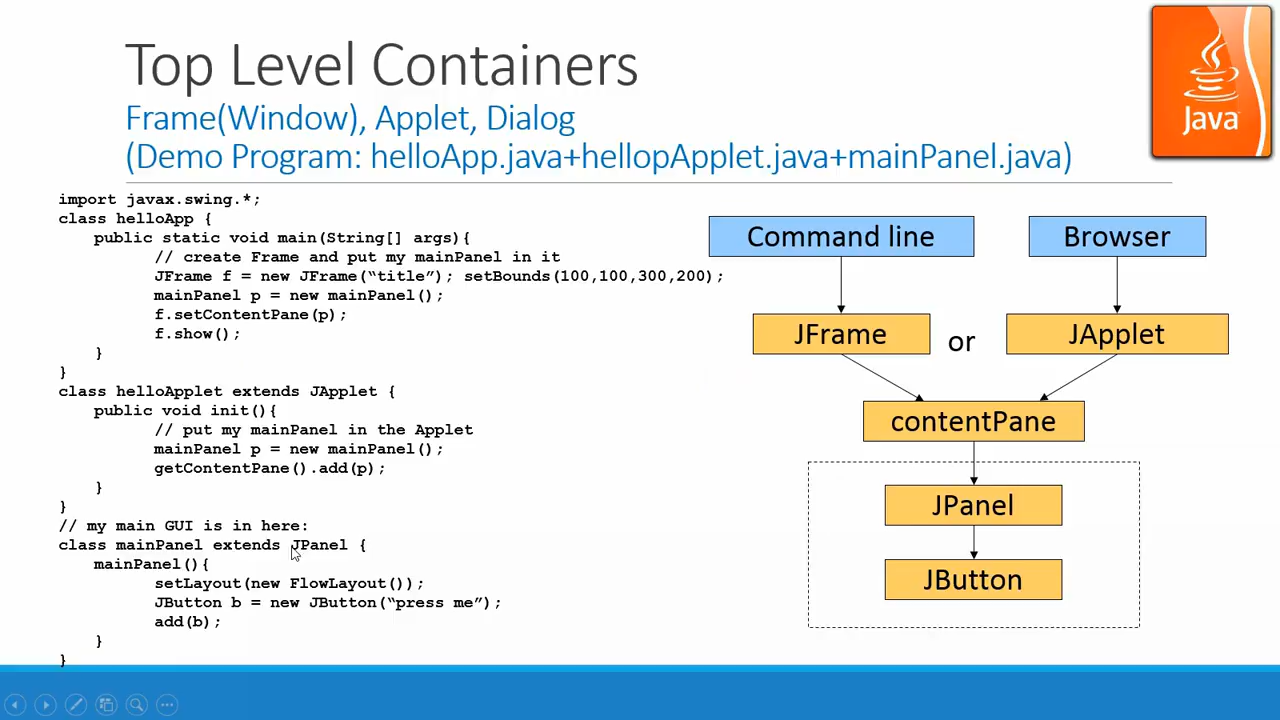 Top Level Containers
Frame(Window), Applet, Dialog
(Demo Program: helloApp.java+hellopApplet.java+mainPanel.java)
Java
import javax.swing.*;
class helloApp {
public static void main(String[] args){
// create Frame and put my mainPanel in it
JFrame f = new JFrame(“title”); setBounds(100,100,300,200);
mainPanel p = new mainPanel();
f.setContentPane(p);
f.show();
}
}
class helloApplet extends JApplet {
public void init(){
// put my mainPanel in the Applet
mainPanel p = new mainPanel();
getContentPane().add(p);
}
}
// my main GUI is in here:
class mainPanel extends JPanel {
mainPanel(){
setLayout(new FlowLayout());
JButton b = new JButton(“press me”);
add(b);
}
}
Command line
Browser
JFrame
or
JApplet
contentPane
JPanel
JButton